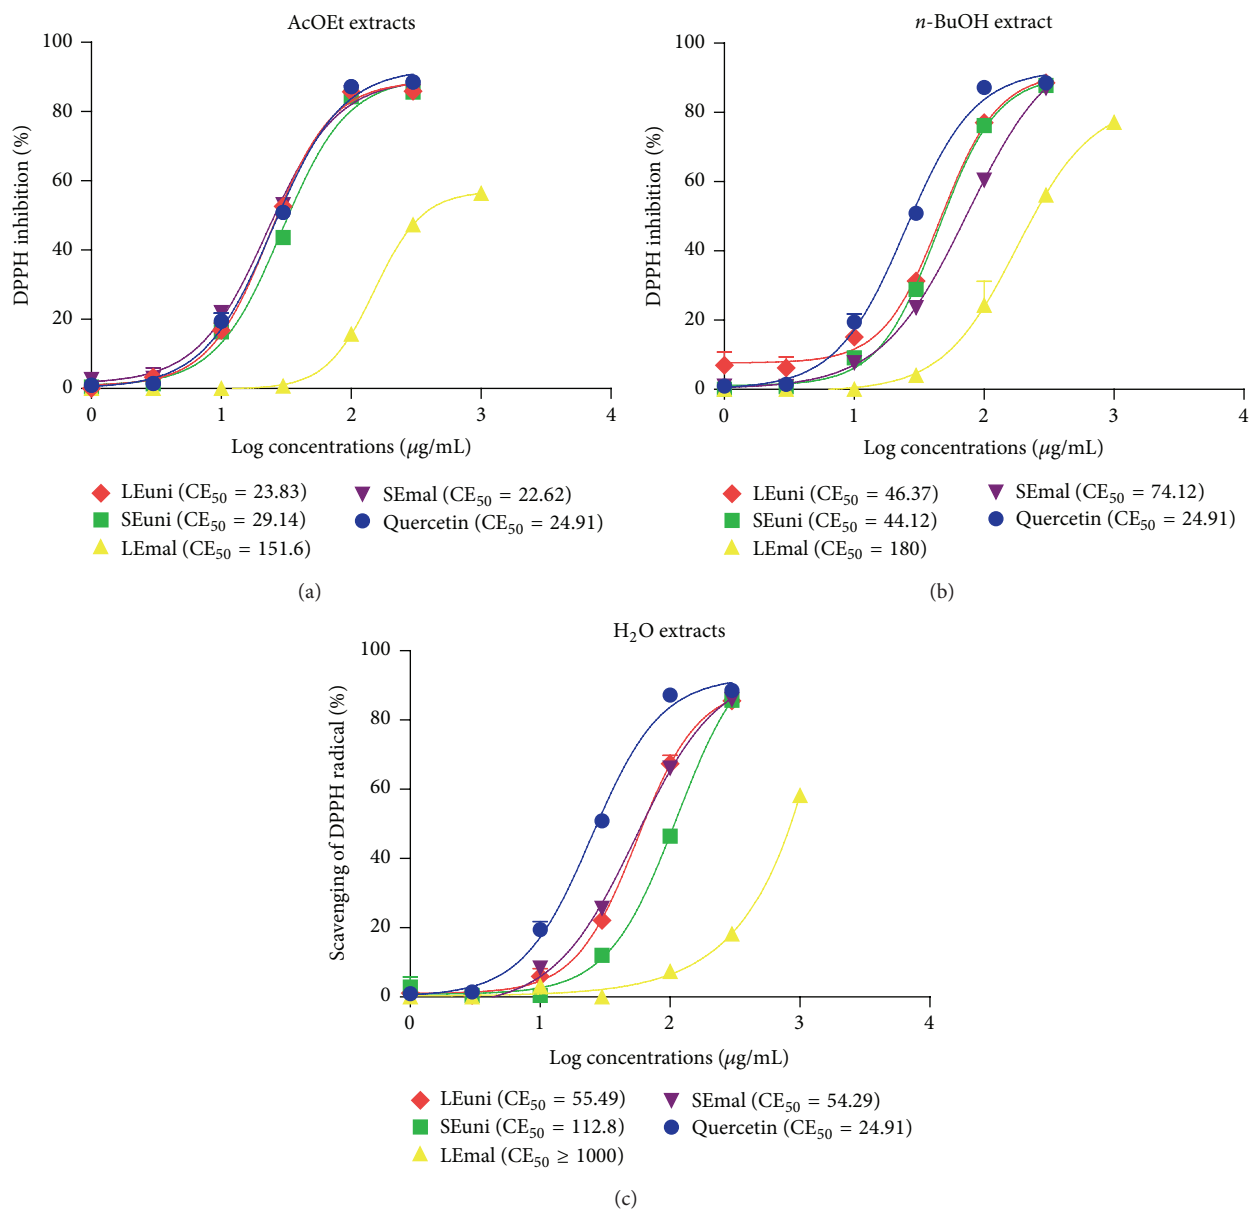 AcOEt extracts
DPPH inhibition (%)
100
80
60
40
20
0
0 1 2 3 4
Log concentrations (μg/mL)
LEuni (CE₅₀ = 23.83)
SEuni (CE₅₀ = 29.14)
LEmal (CE₅₀ = 151.6)
SEmal (CE₅₀ = 22.62)
Quercetin (CE₅₀ = 24.91)
(a)
n-BuOH extract
DPPH inhibition (%)
100
80
60
40
20
0
0 1 2 3 4
Log concentrations (μg/mL)
LEuni (CE₅₀ = 46.37)
SEuni (CE₅₀ = 44.12)
LEmal (CE₅₀ = 180)
SEmal (CE₅₀ = 74.12)
Quercetin (CE₅₀ = 24.91)
(b)
H₂O extracts
Scavenging of DPPH radical (%)
100
80
60
40
20
0
0 1 2 3 4
Log concentrations (μg/mL)
LEuni (CE₅₀ = 55.49)
SEuni (CE₅₀ = 112.8)
LEmal (CE₅₀ ≥ 1000)
SEmal (CE₅₀ = 54.29)
Quercetin (CE₅₀ = 24.91)
(c)